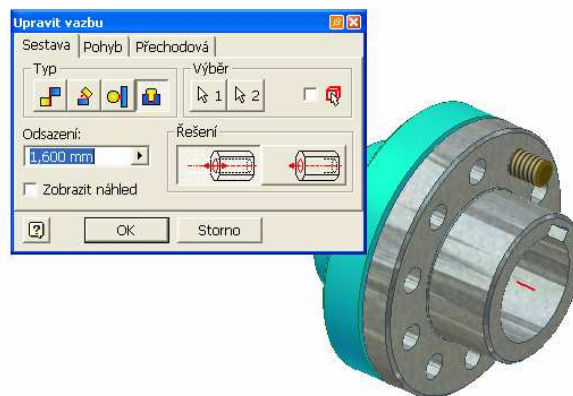 Upravit vazbu
Sestava Pohyb Přechodová
Typ
Výběr
1 2
Odsazení:
Řešení
1,600 mm
Zobrazit náhled
? OK Storno